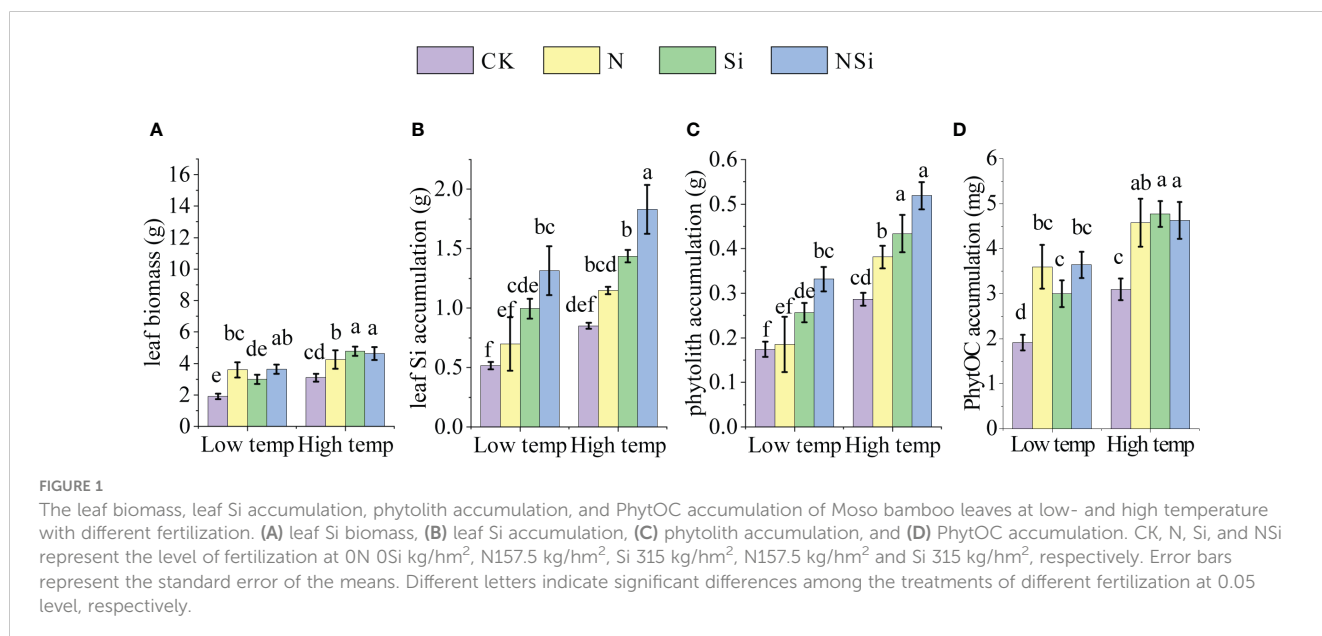 CK N Si NSi
A B C D
leaf biomass (g)
16
14
12
10
8
6
4
2
0
e bc de ab cd b a a
Low temp High temp
leaf Si accumulation (g)
2.0
1.5
1.0
0.5
0.0
f ef cde bc def bcd b a
Low temp High temp
phytolith accumulation (g)
0.6
0.5
0.4
0.3
0.2
0.1
0.0
f ef de bc cd b a a
Low temp High temp
PhytOC accumulation (mg)
6
5
4
3
2
1
0
d bc c bc c ab a a
Low temp High temp
FIGURE 1
The leaf biomass, leaf Si accumulation, phytolith accumulation, and PhytOC accumulation of Moso bamboo leaves at low- and high temperature
with different fertilization. (A) leaf Si biomass, (B) leaf Si accumulation, (C) phytolith accumulation, and (D) PhytOC accumulation. CK, N, Si, and NSi
represent the level of fertilization at 0N 0Si kg/hm², N157.5 kg/hm², Si 315 kg/hm², N157.5 kg/hm² and Si 315 kg/hm², respectively. Error bars
represent the standard error of the means. Different letters indicate significant differences among the treatments of different fertilization at 0.05
level, respectively.